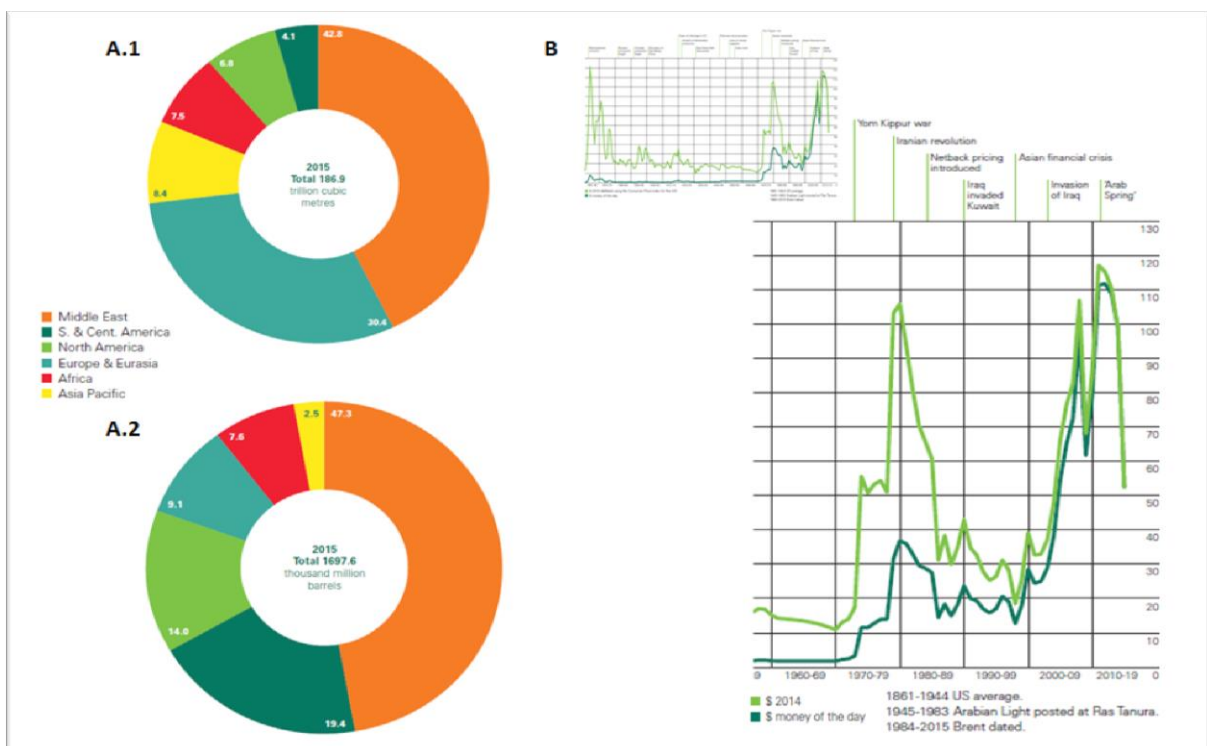 A.1
4.1
42.8
6.8
7.5
8.4
30.4
2015
Total 186.9
trillion cubic
metres
Middle East
S. & Cent. America
North America
Europe & Eurasia
Africa
Asia Pacific
A.2
2.5
47.3
7.6
9.1
14.0
19.4
2015
Total 1697.6
thousand million
barrels
B
Yom Kippur war
Iranian revolution
Netback pricing
introduced
Asian financial crisis
Iraq
invaded
Kuwait
Invasion
of Iraq
'Arab
Spring'
130
120
110
100
90
80
70
60
50
40
30
20
10
0
9 1960-69 1970-79 1980-89 1990-99 2000-09 2010-19
$ 2014
$ money of the day
1861-1944 US average.
1945-1983 Arabian Light posted at Ras Tanura.
1984-2015 Brent dated.